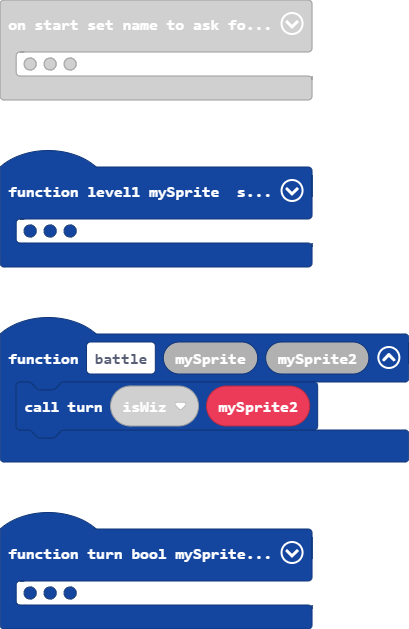 on start set name to ask fo...
function level1 mySprite s...
function battle mySprite mySprite2
call turn isWiz mySprite2
function turn bool mySprite...